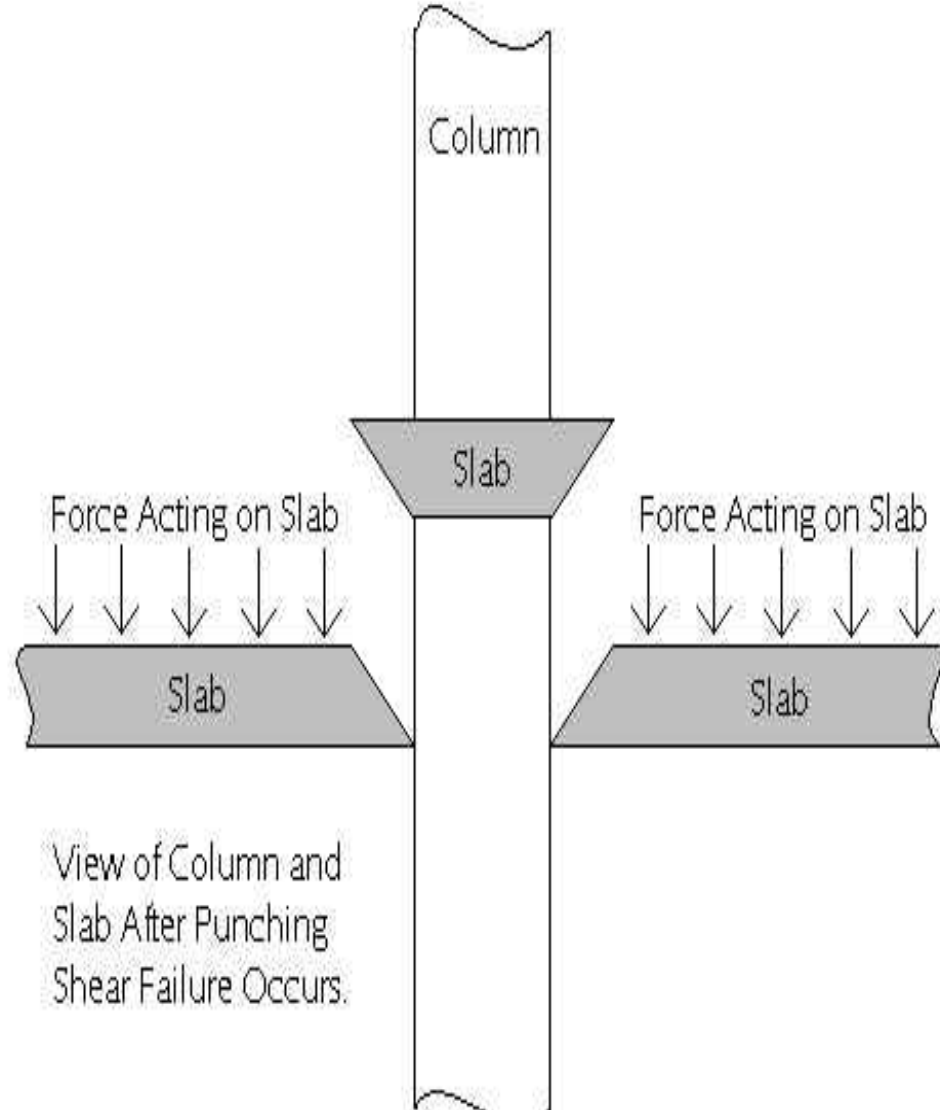 Column
Slab
Force Acting on Slab
Force Acting on Slab
Slab
Slab
View of Column and
Slab After Punching
Shear Failure Occurs.